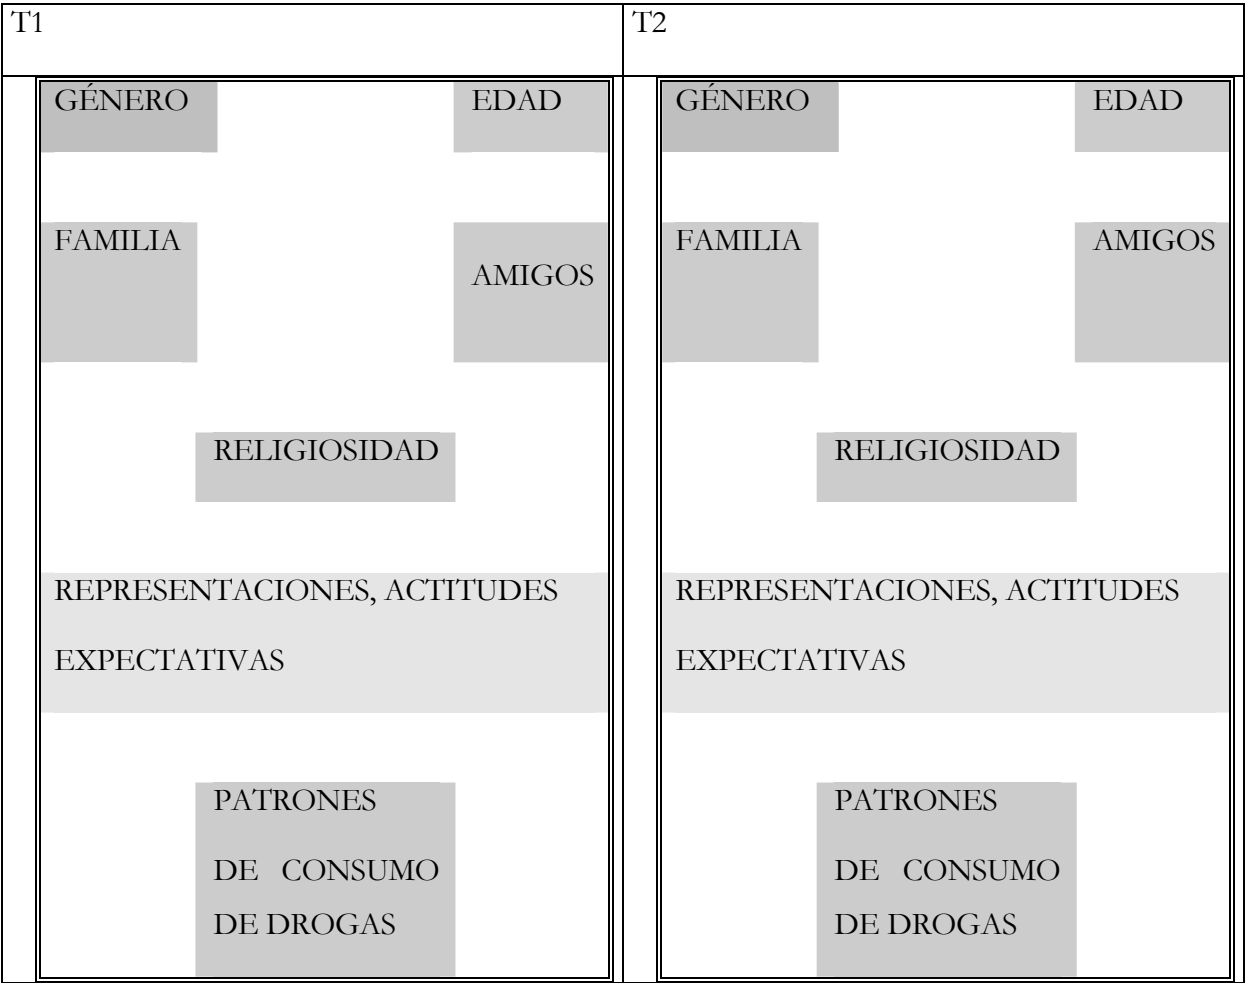 T1
GÉNERO
EDAD
FAMILIA
AMIGOS
RELIGIOSIDAD
REPRESENTACIONES, ACTITUDES
EXPECTATIVAS
PATRONES
DE CONSUMO
DE DROGAS
T2
GÉNERO
EDAD
FAMILIA
AMIGOS
RELIGIOSIDAD
REPRESENTACIONES, ACTITUDES
EXPECTATIVAS
PATRONES
DE CONSUMO
DE DROGAS